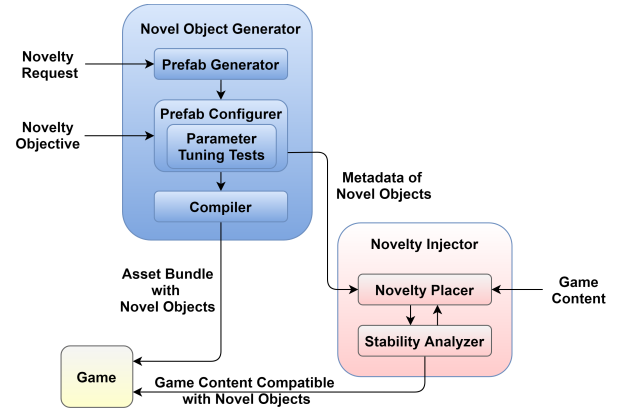 Novel Object Generator
Novelty
Request
Prefab Generator
Novelty
Objective
Prefab Configurer
Parameter
Tuning Tests
Compiler
Metadata of
Novel Objects
Novelty Injector
Asset Bundle
with
Novel Objects
Novelty Placer
Game
Content
Stability Analyzer
Game
Game Content Compatible
with Novel Objects